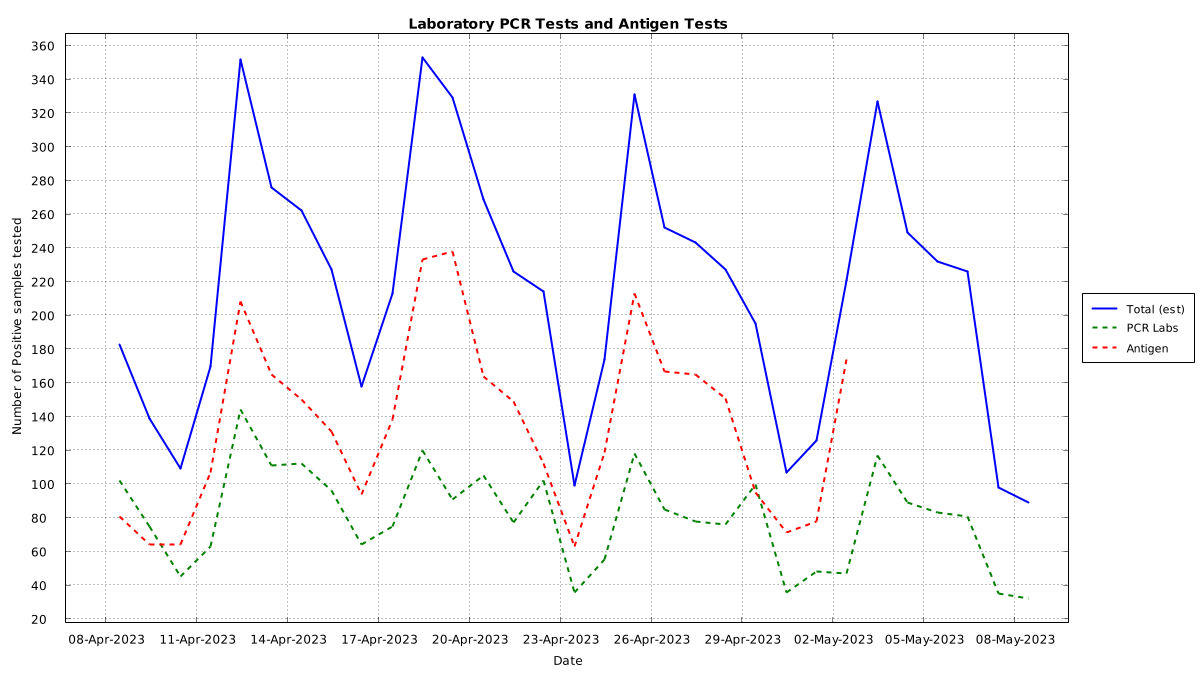 Laboratory PCR Tests and Antigen Tests
360
340
320
300
280
260
240
220
200
180
160
140
120
100
80
60
40
20
Number of Positive samples tested
08-Apr-2023 11-Apr-2023 14-Apr-2023 17-Apr-2023 20-Apr-2023 23-Apr-2023 26-Apr-2023 29-Apr-2023 02-May-2023 05-May-2023 08-May-2023
Date
Total (est)
PCR Labs
Antigen